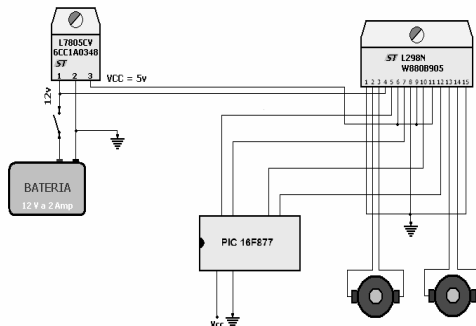 L7805CV
6CC1A0348
ST
1 2 3
VCC = 5v
12v
BATERIA
12 V a 2 Amp
ST L298N
W880B905
1 2 3 4 5 6 7 8 9 10 11 12 13 14 15
PIC 16F877
Vcc